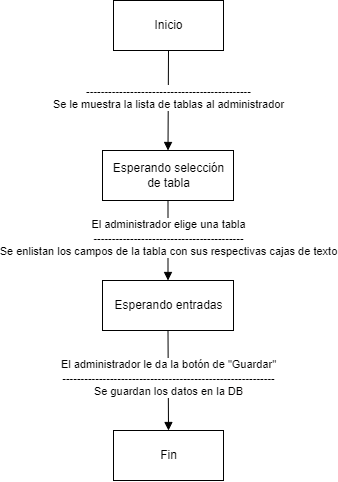 Inicio
--------------------------------------------
Se le muestra la lista de tablas al administrador
Esperando selección
de tabla
El administrador elige una tabla
----------------------------------------
Se enlistan los campos de la tabla con sus respectivas cajas de texto
Esperando entradas
El administrador le da la botón de "Guardar"
---------------------------------------------------------
Se guardan los datos en la DB
Fin